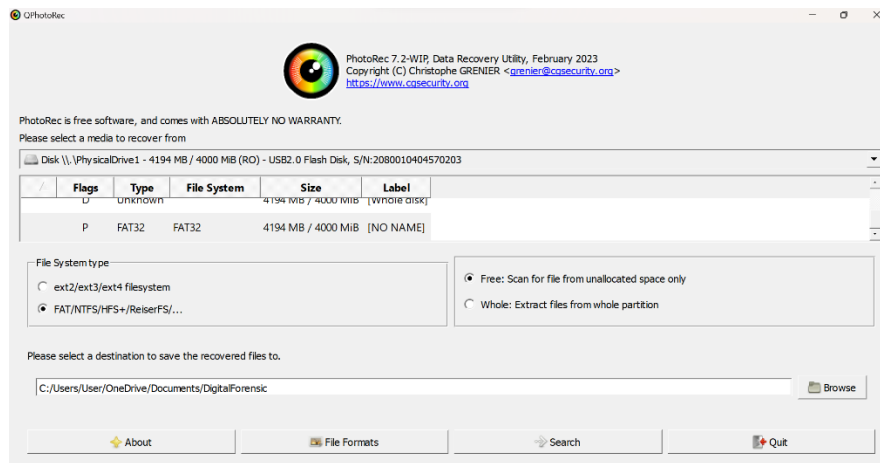 QPhotoRec
PhotoRec 7.2-WIP, Data Recovery Utility, February 2023
Copyright (C) Christophe GRENIER <grenier@cgsecurity.org>
https://www.cgsecurity.org
PhotoRec is free software, and comes with ABSOLUTELY NO WARRANTY.
Please select a media to recover from
Disk \\.\PhysicalDrive1 - 4194 MB / 4000 MiB (RO) - USB2.0 Flash Disk, S/N:2080010404570203
Flags Type File System Size Label
D Unknown 4194 MB / 4000 MiB [Whole disk]
P FAT32 FAT32 4194 MB / 4000 MiB [NO NAME]
File System type
ext2/ext3/ext4 filesystem
FAT/NTFS/HFS+/ReiserFS/...
Free: Scan for file from unallocated space only
Whole: Extract files from whole partition
Please select a destination to save the recovered files to.
C:/Users/User/OneDrive/Documents/DigitalForensic
Browse
About
File Formats
Search
Quit